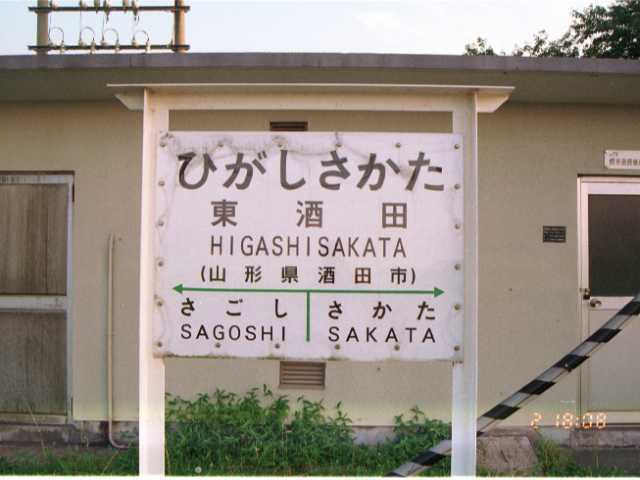 ひがしさかた
東酒田
HIGASHISAKATA
(山形県酒田市)
さごし さかた
SAGOSHI SAKATA
2 18:08